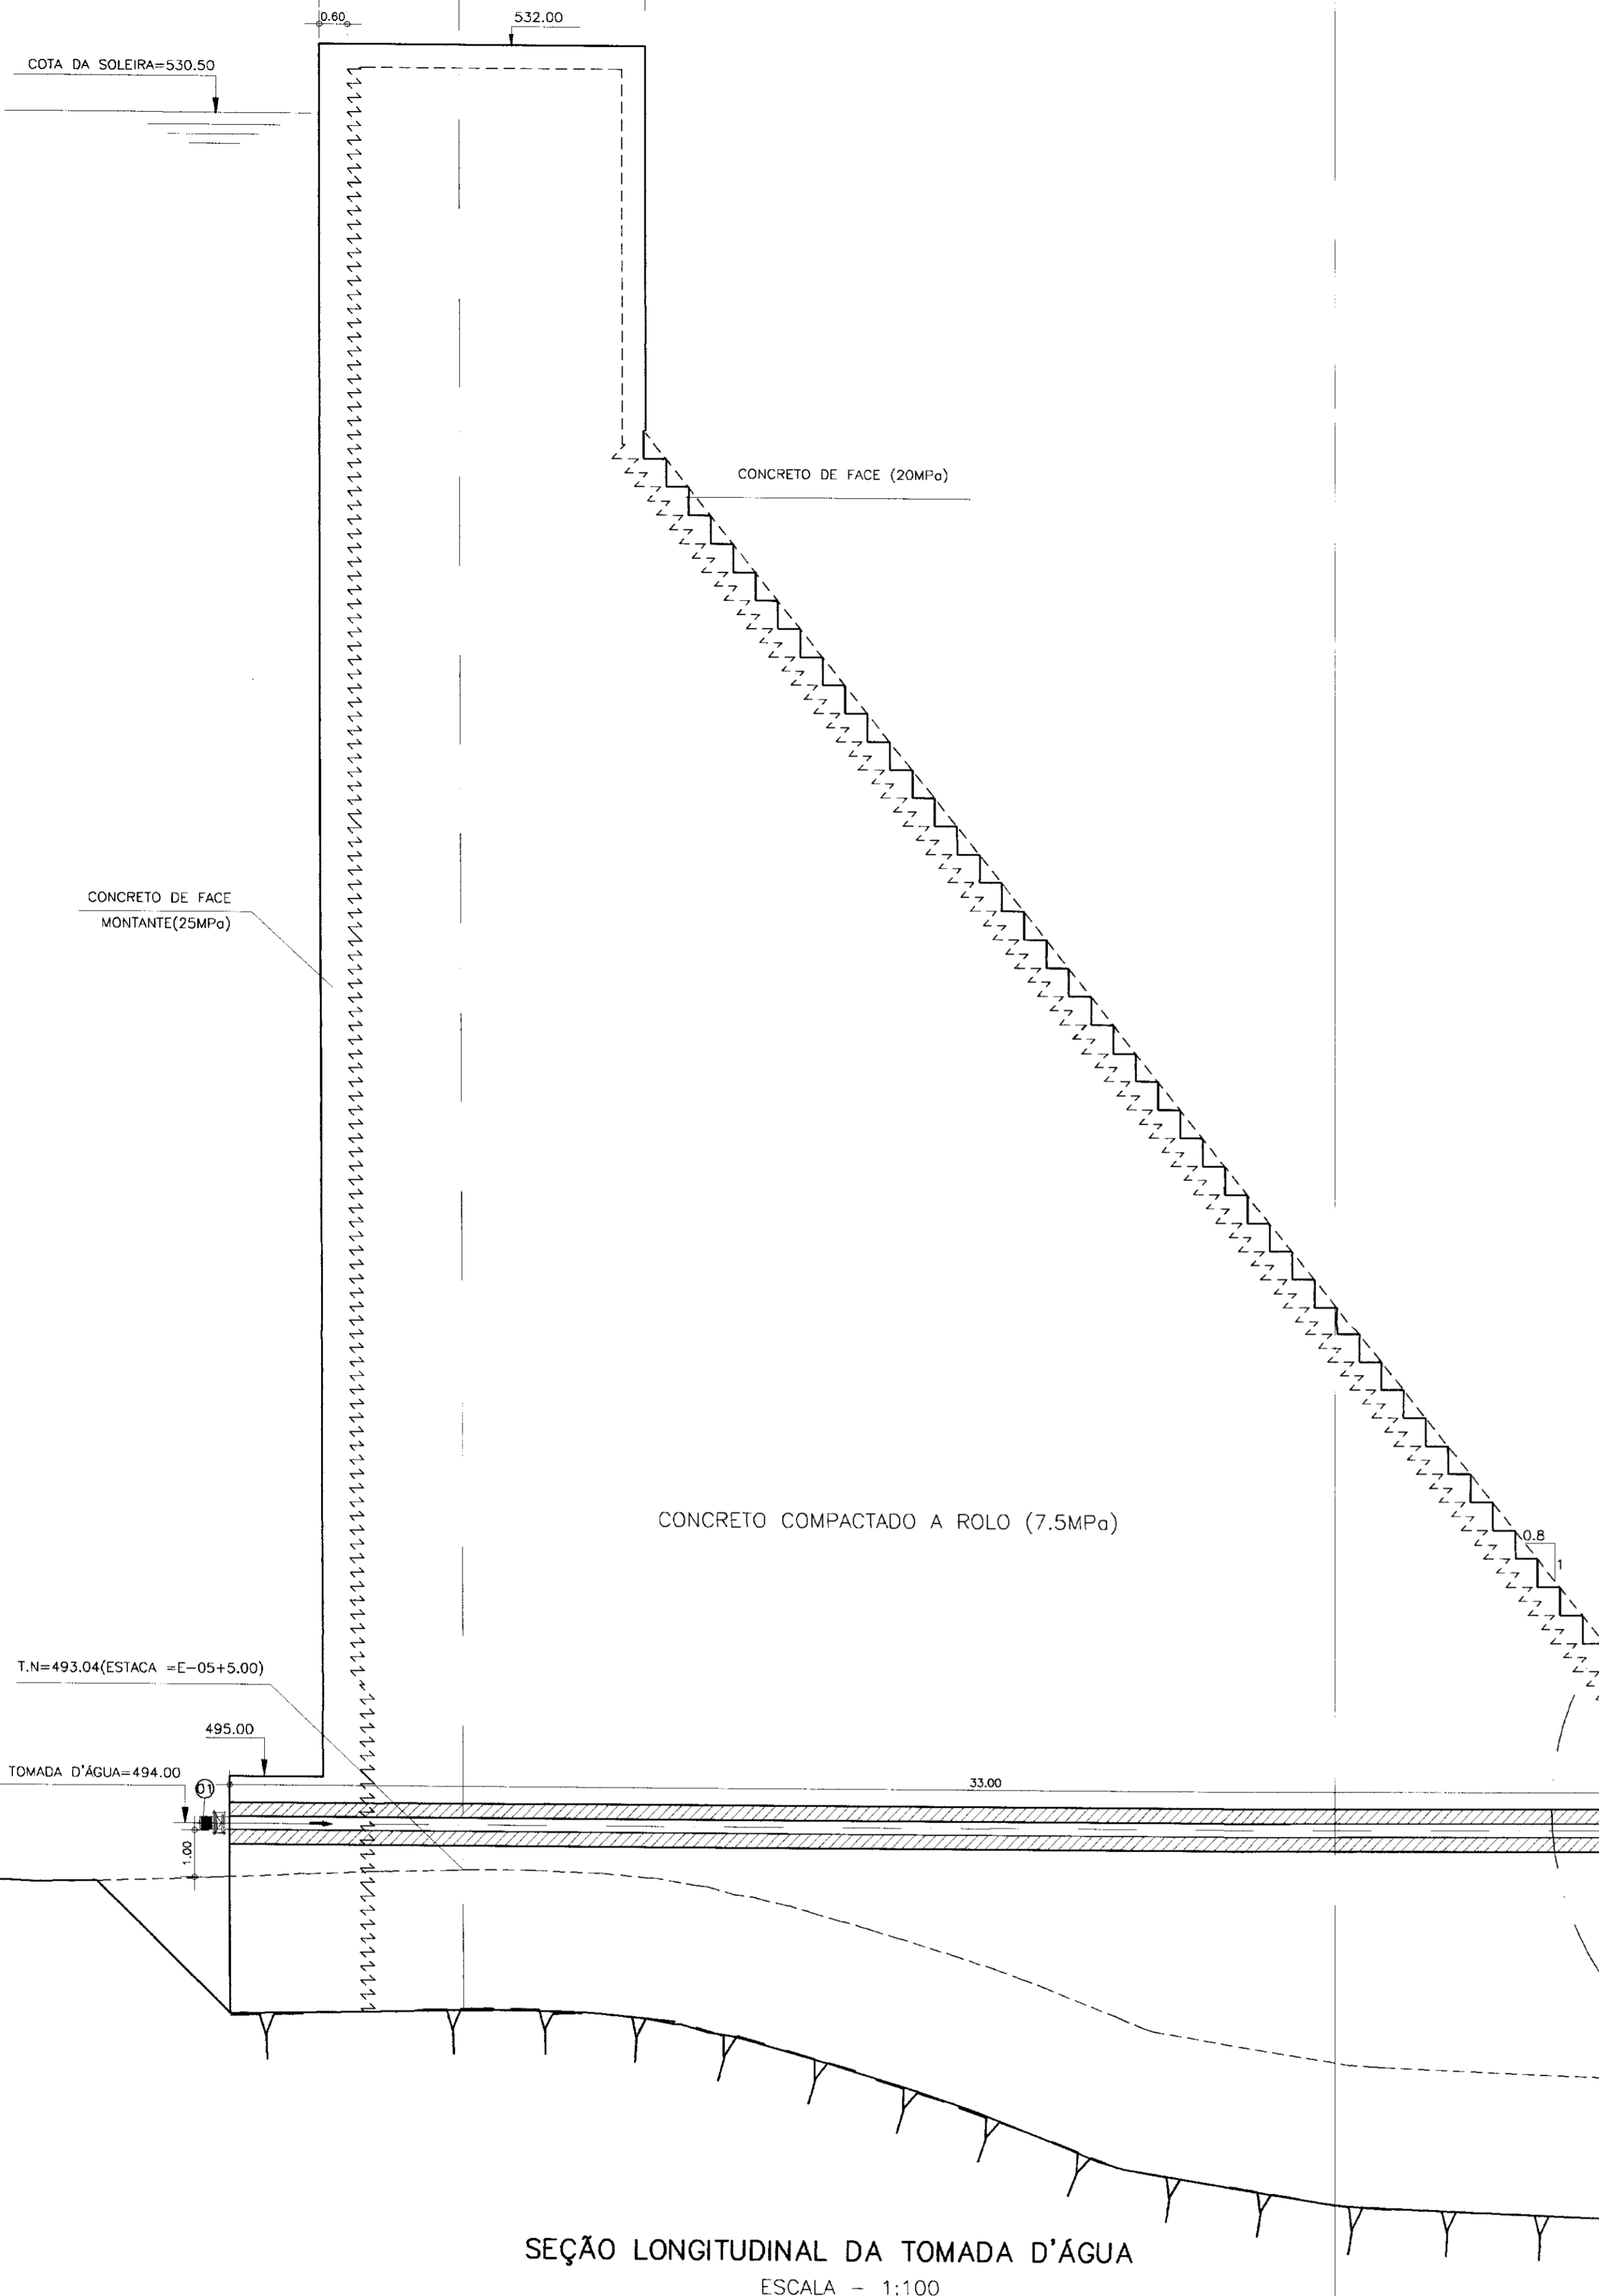 0.60
532.00
COTA DA SOLEIRA=530.50
CONCRETO DE FACE (20MPa)
CONCRETO DE FACE
MONTANTE(25MPa)
CONCRETO COMPACTADO A ROLO (7.5MPa)
0.8
1
T.N=493.04(ESTACA =E-05+5.00)
495.00
TOMADA D'ÁGUA=494.00
01
33.00
1.00
SEÇÃO LONGITUDINAL DA TOMADA D'ÁGUA
ESCALA - 1:100